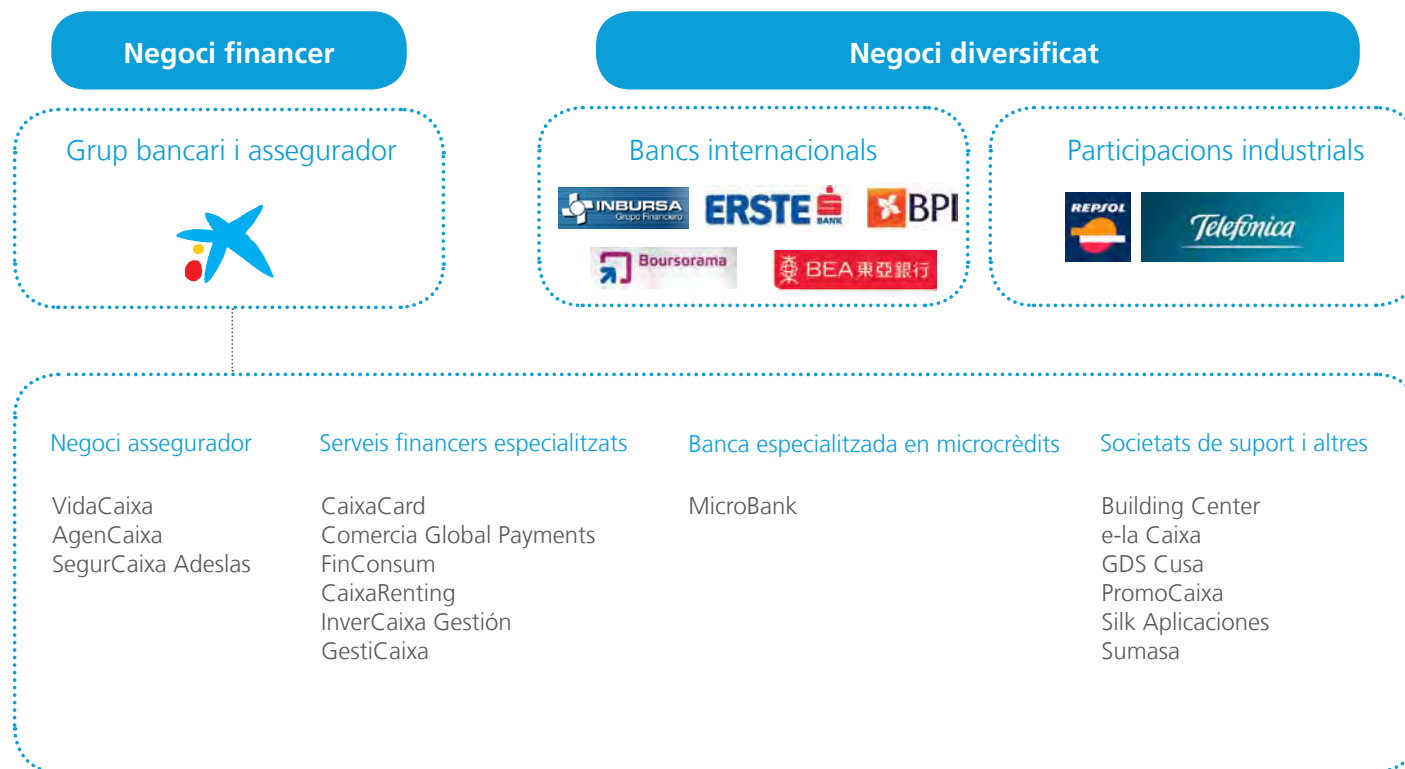 Negoci financer
Negoci diversificat
Grup bancari i assegurador
Bancs internacionals
Participacions industrials
INBURSA
Grupo Financiero
ERSTE
BANK
BPI
Boursorama
BEA東亞銀行
REPSOL
Telefónica
Negoci assegurador
VidaCaixa
AgenCaixa
SegurCaixa Adeslas
Serveis financers especialitzats
CaixaCard
Comercia Global Payments
FinConsum
CaixaRenting
InverCaixa Gestión
GestiCaixa
Banca especialitzada en microcrèdits
MicroBank
Societats de suport i altres
Building Center
e-la Caixa
GDS Cusa
PromoCaixa
Silk Aplicaciones
Sumasa